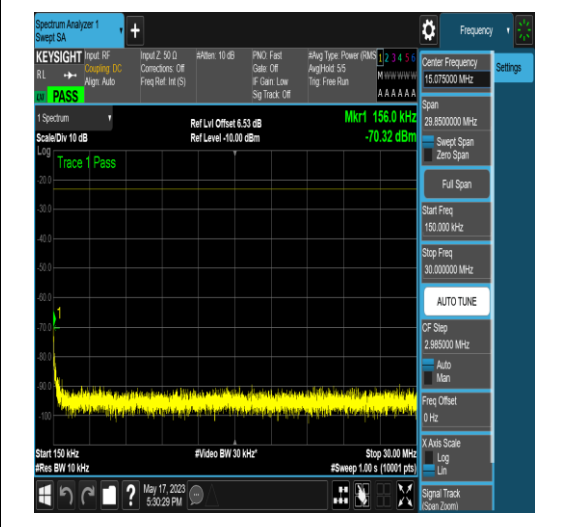 Spectrum Analyzer 1
Swept SA
+
Frequency
KEYSIGHT
RL
Input: RF
Coupling: DC
Align: Auto
Input Z: 50 Ω
Corrections: Off
Freq Ref: Int (S)
#Atten: 10 dB
PNO: Fast
Gate: Off
IF Gain: Low
Sig Track: Off
#Avg Type: Power (RMS
Avg|Hold: 5/5
Trig: Free Run
1 2 3 4 5 6
M W W W W W
A A A A A A
PASS
1 Spectrum
Scale/Div 10 dB
Ref Lvl Offset 6.53 dB
Ref Level -10.00 dBm
Mkr1 156.0 kHz
-70.32 dBm
Log
Trace 1 Pass
-20.0
-30.0
-40.0
-50.0
-60.0
-70.0
-80.0
-90.0
-100
1
Start 150 kHz
#Res BW 10 kHz
#Video BW 30 kHz*
Stop 30.00 MHz
#Sweep 1.00 s (10001 pts)
?
May 17, 2023
5:30:29 PM
Center Frequency
15.075000 MHz
Settings
Span
29.8500000 MHz
Swept Span
Zero Span
Full Span
Start Freq
150.000 kHz
Stop Freq
30.000000 MHz
AUTO TUNE
CF Step
2.985000 MHz
Auto
Man
Freq Offset
0 Hz
X Axis Scale
Log
Lin
Signal Track
(Span Zoom)